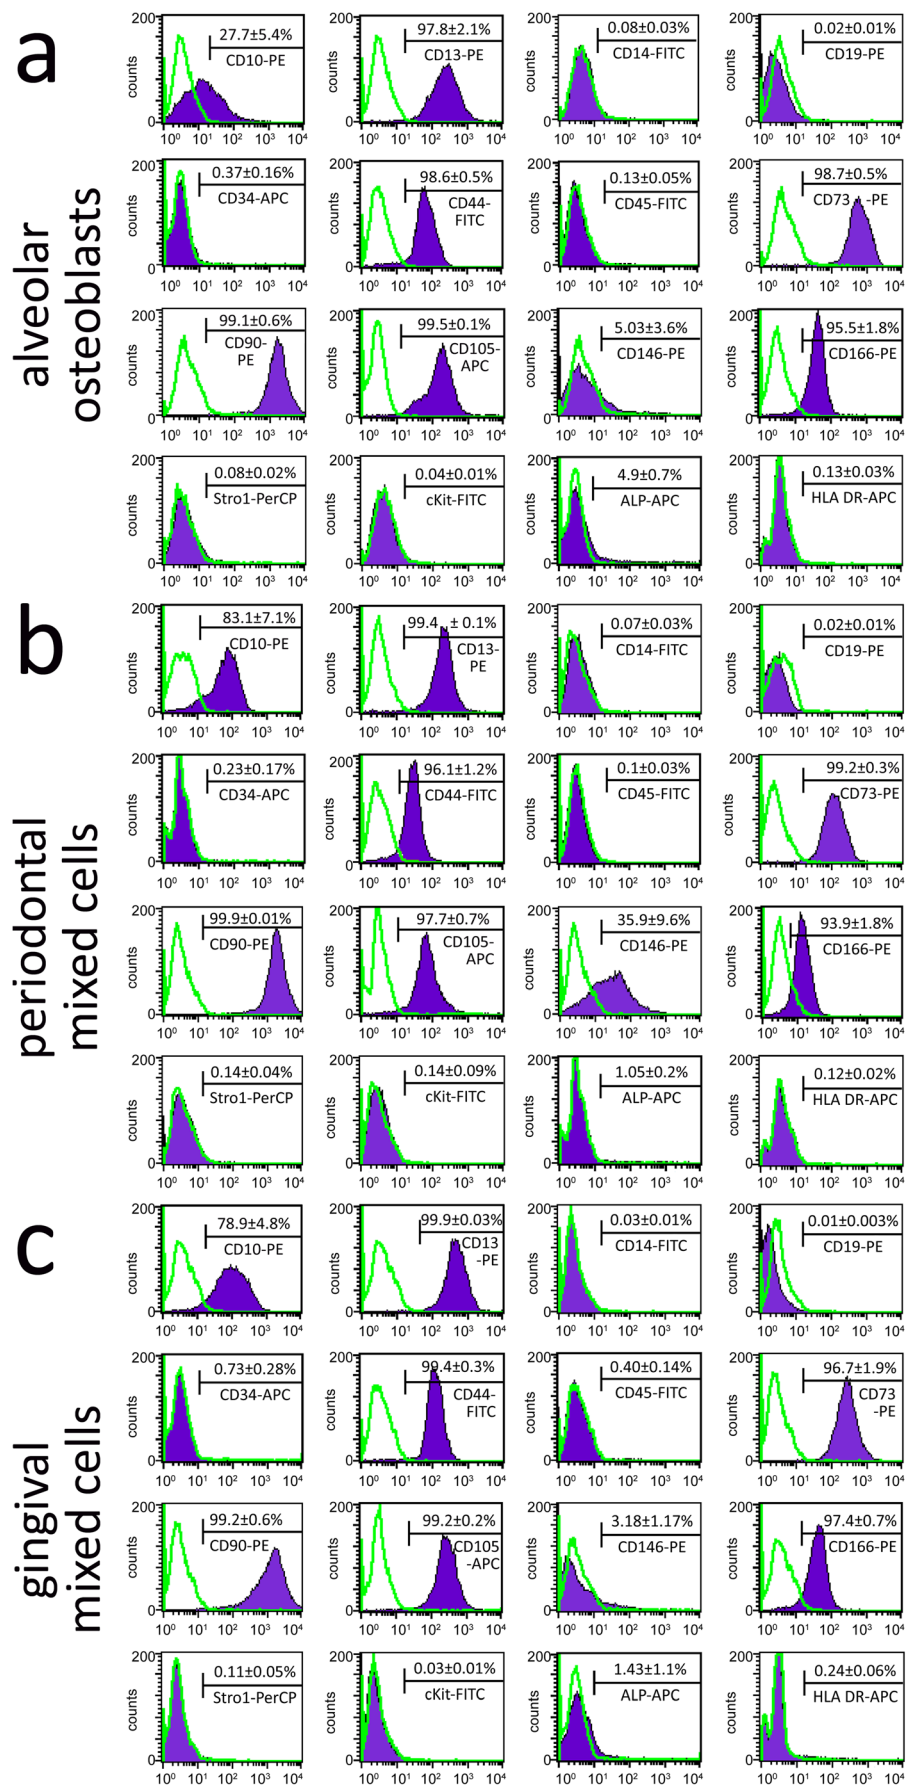 a
alveolar
osteoblasts
27.7±5.4%
CD10-PE
97.8±2.1%
CD13-PE
0.08±0.03%
CD14-FITC
0.02±0.01%
CD19-PE
0.37±0.16%
CD34-APC
98.6±0.5%
CD44-
FITC
0.13±0.05%
CD45-FITC
98.7±0.5%
CD73 -PE
99.1±0.6%
CD90-
PE
99.5±0.1%
CD105-
APC
5.03±3.6%
CD146-PE
95.5±1.8%
CD166-PE
0.08±0.02%
Stro1-PerCP
0.04±0.01%
cKit-FITC
4.9±0.7%
ALP-APC
0.13±0.03%
HLA DR-APC
b
periodontal
mixed cells
83.1±7.1%
CD10-PE
99.4 ± 0.1%
CD13-
PE
0.07±0.03%
CD14-FITC
0.02±0.01%
CD19-PE
0.23±0.17%
CD34-APC
96.1±1.2%
CD44-FITC
0.1±0.03%
CD45-FITC
99.2±0.3%
CD73-PE
99.9±0.01%
CD90-PE
97.7±0.7%
CD105-
APC
35.9±9.6%
CD146-PE
93.9±1.8%
CD166-PE
0.14±0.04%
Stro1-PerCP
0.14±0.09%
cKit-FITC
1.05±0.2%
ALP-APC
0.12±0.02%
HLA DR-APC
c
gingival
mixed cells
78.9±4.8%
CD10-PE
99.9±0.03%
CD13
-PE
0.03±0.01%
CD14-FITC
0.01±0.003%
CD19-PE
0.73±0.28%
CD34-APC
99.4±0.3%
CD44-
FITC
0.40±0.14%
CD45-FITC
96.7±1.9%
CD73
-PE
99.2±0.6%
CD90-PE
99.2±0.2%
CD105
-APC
3.18±1.17%
CD146-PE
97.4±0.7%
CD166-PE
0.11±0.05%
Stro1-PerCP
0.03±0.01%
cKit-FITC
1.43±1.1%
ALP-APC
0.24±0.06%
HLA DR-APC
counts
200
0
10⁰ 10¹ 10² 10³ 10⁴